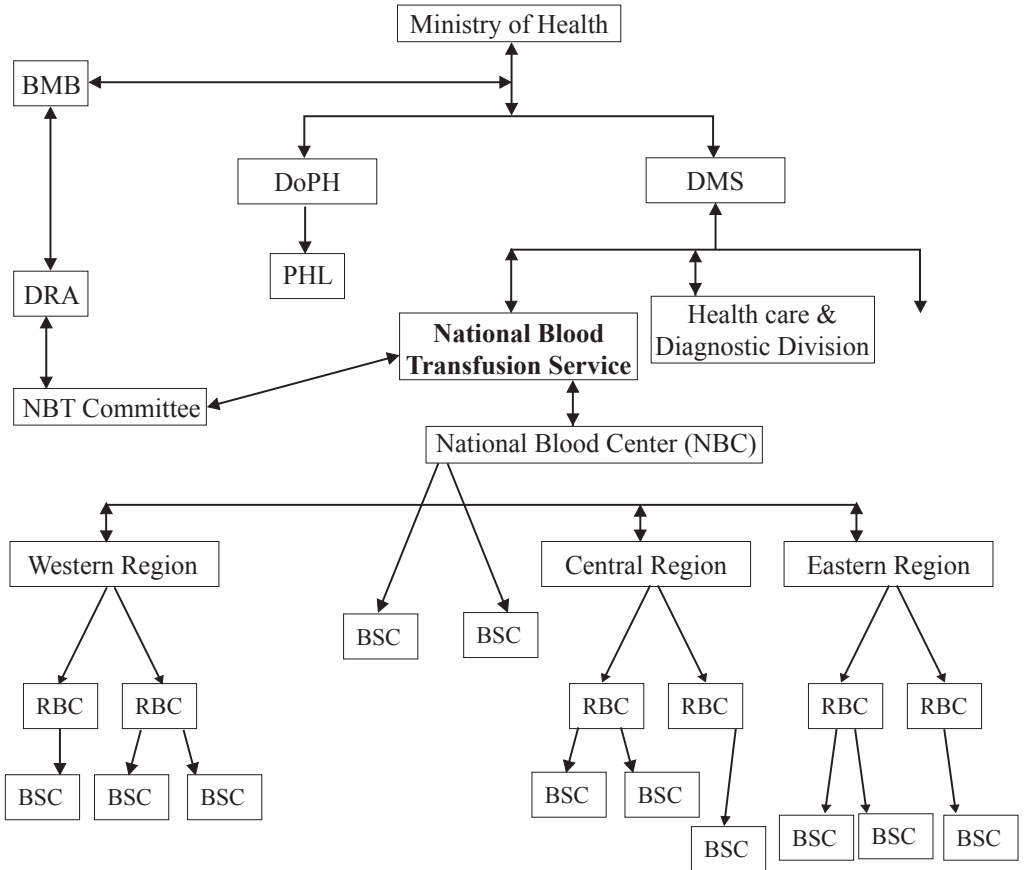 Ministry of Health
BMB
DoPH
DMS
PHL
DRA
Health care &
Diagnostic Division
National Blood
Transfusion Service
NBT Committee
National Blood Center (NBC)
Western Region
Central Region
Eastern Region
BSC
BSC
RBC
RBC
RBC
RBC
RBC
RBC
BSC
BSC
BSC
BSC
BSC
BSC
BSC
BSC
BSC